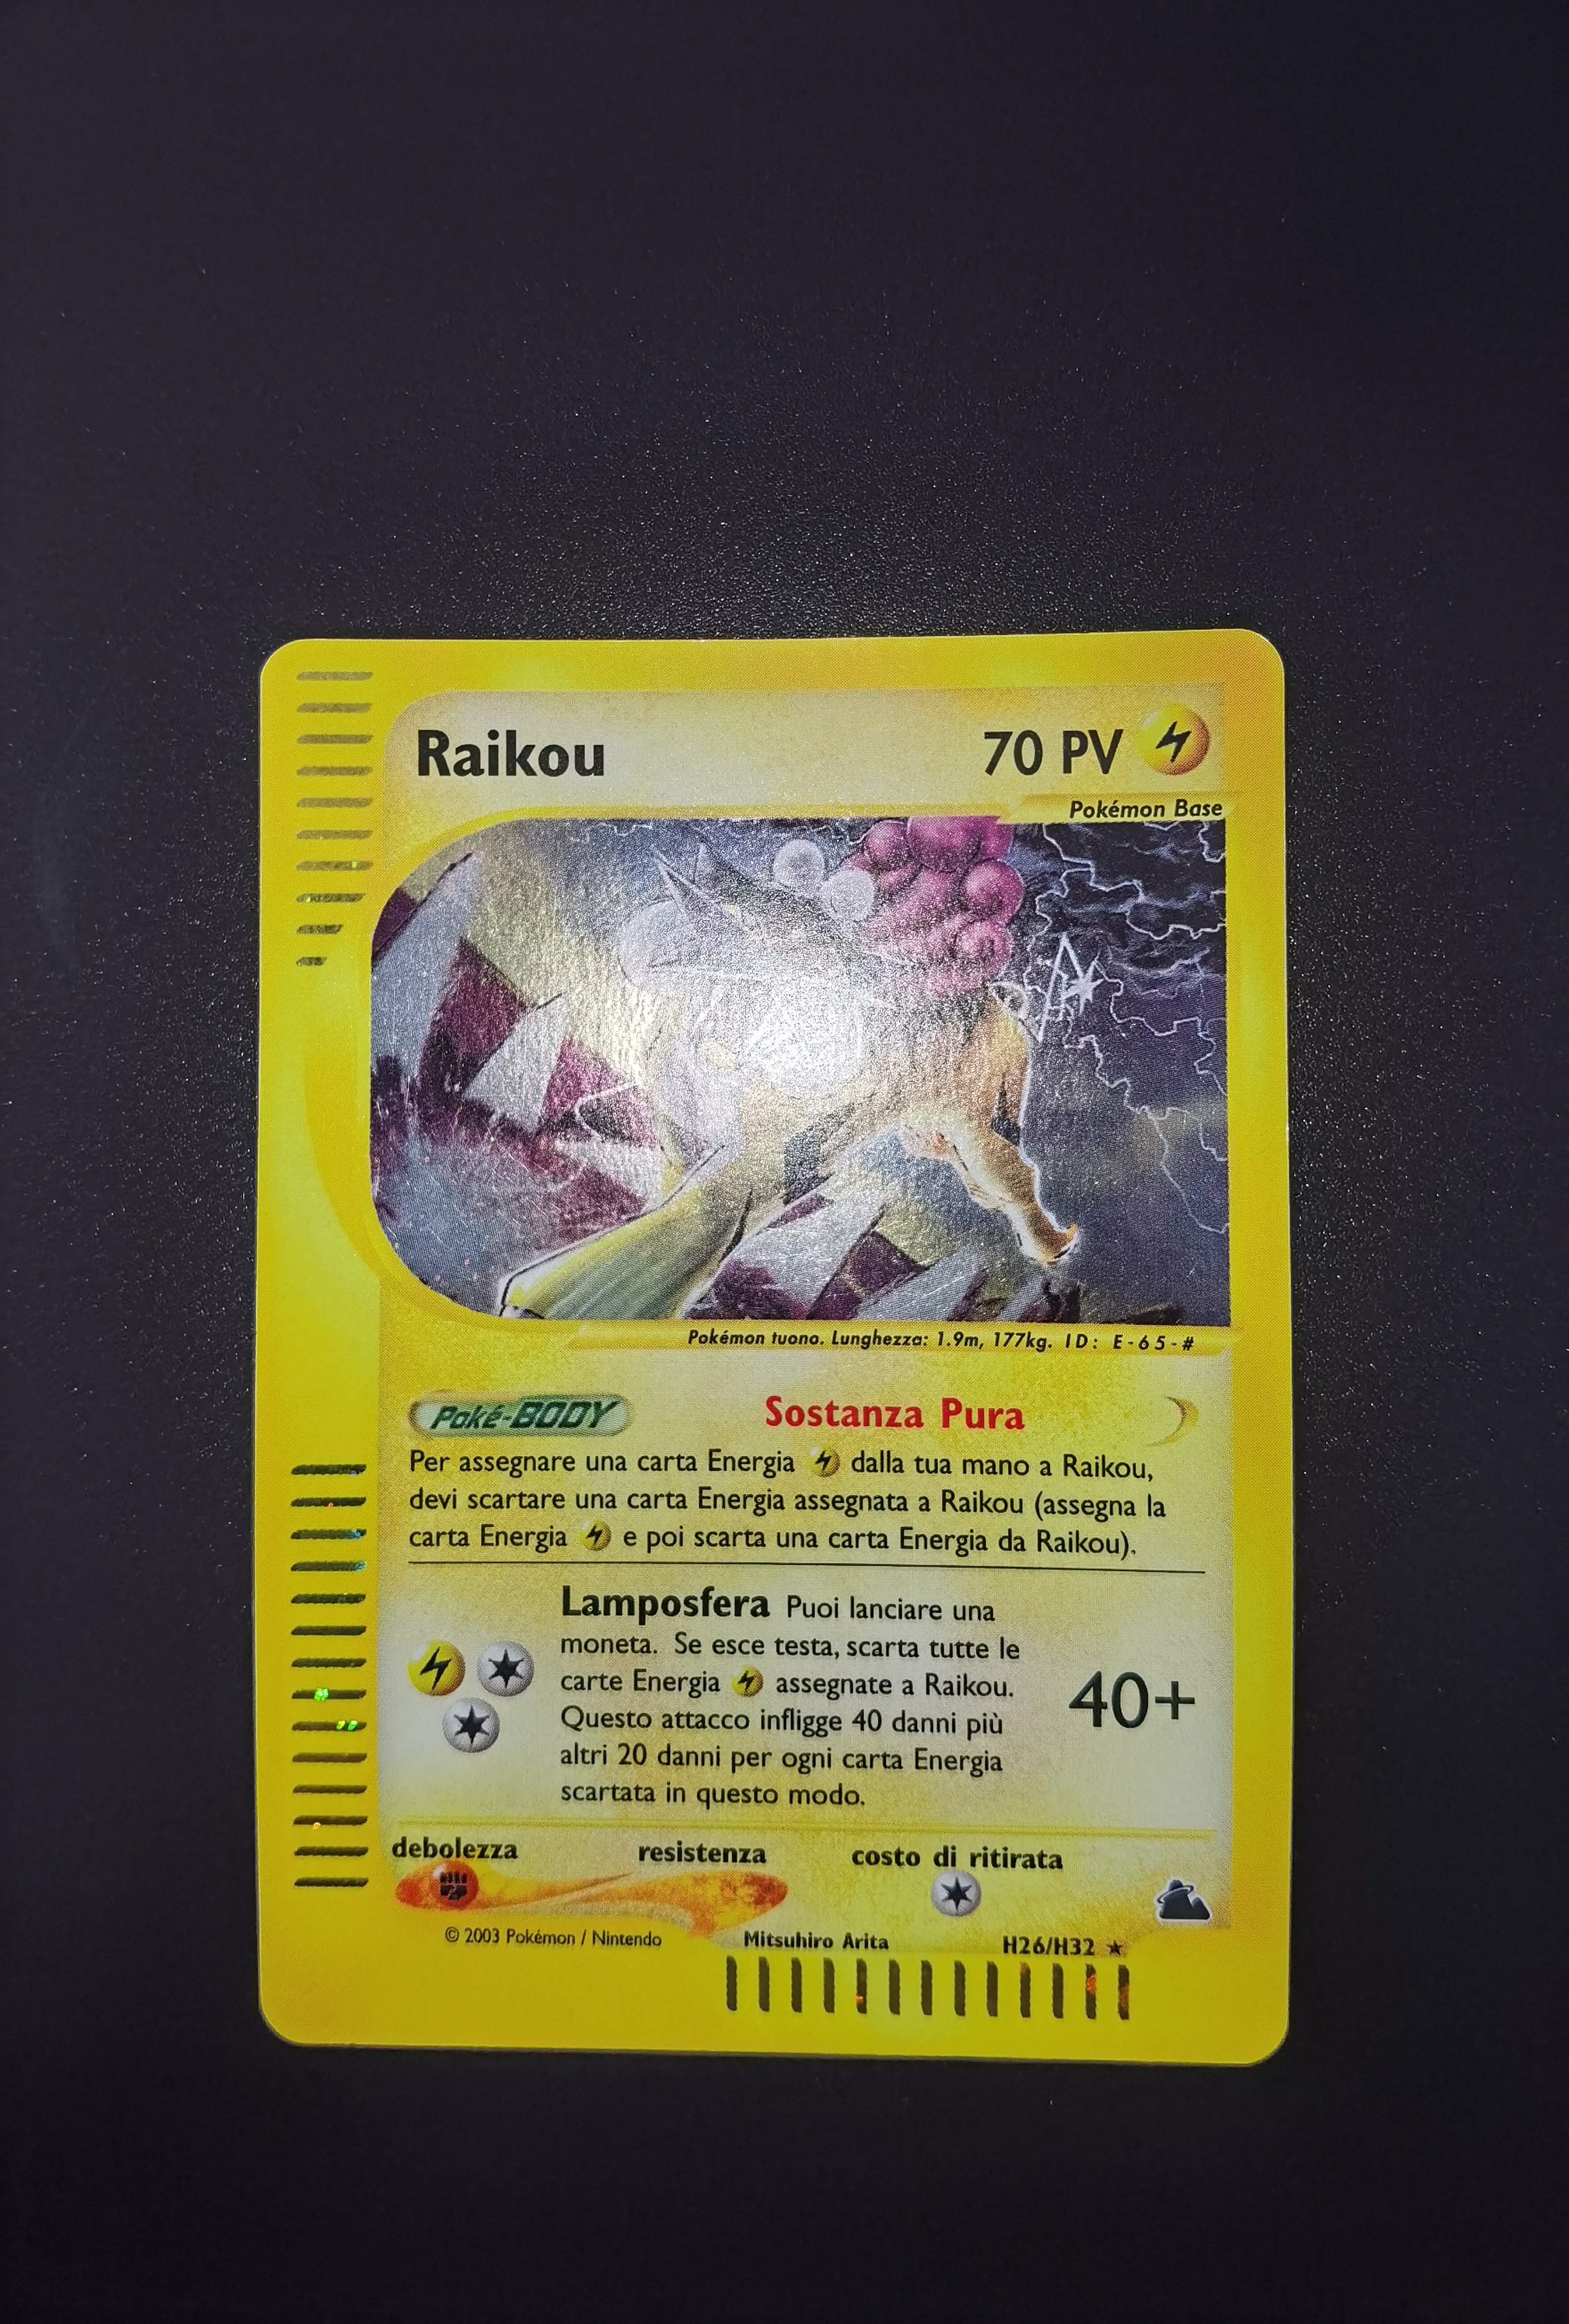 Raikou
70 PV
Pokémon Base
Pokémon tuono. Lunghezza: 1.9m, 177kg. ID: E-65-#
Poké-BODY Sostanza Pura
Per assegnare una carta Energia dalla tua mano a Raikou,
devi scartare una carta Energia assegnata a Raikou (assegna la
carta Energia e poi scarta una carta Energia da Raikou).
Lamposfera Puoi lanciare una
moneta. Se esce testa, scarta tutte le
carte Energia assegnate a Raikou.
Questo attacco infligge 40 danni più
altri 20 danni per ogni carta Energia
scartata in questo modo.
40+
debolezza resistenza costo di ritirata
© 2003 Pokémon / Nintendo Mitsuhiro Arita H26/H32 ★